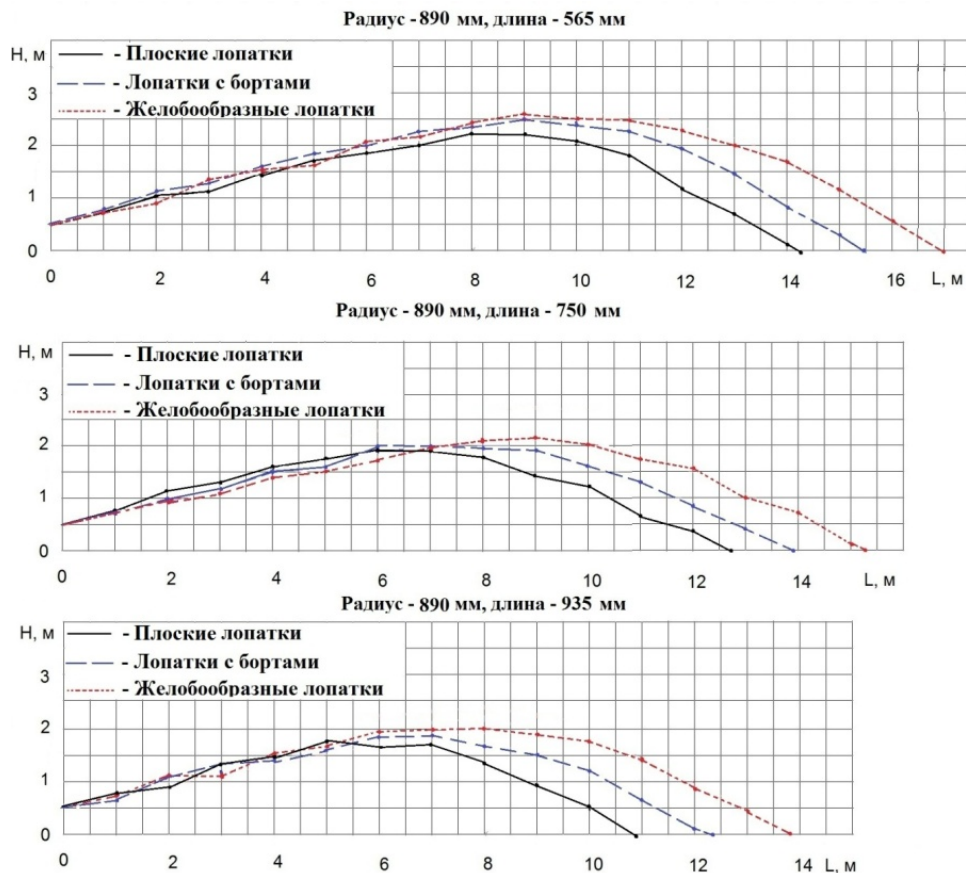 Радиус - 890 мм, длина - 565 мм
Н, м
- Плоские лопатки
- Лопатки с бортами
- Желобообразные лопатки
3
2
1
0
0 2 4 6 8 10 12 14 16 L, м
Радиус - 890 мм, длина - 750 мм
Н, м
- Плоские лопатки
- Лопатки с бортами
- Желобообразные лопатки
3
2
1
0
0 2 4 6 8 10 12 14 L, м
Радиус - 890 мм, длина - 935 мм
Н, м
- Плоские лопатки
- Лопатки с бортами
- Желобообразные лопатки
3
2
1
0
0 2 4 6 8 10 12 14 L, м